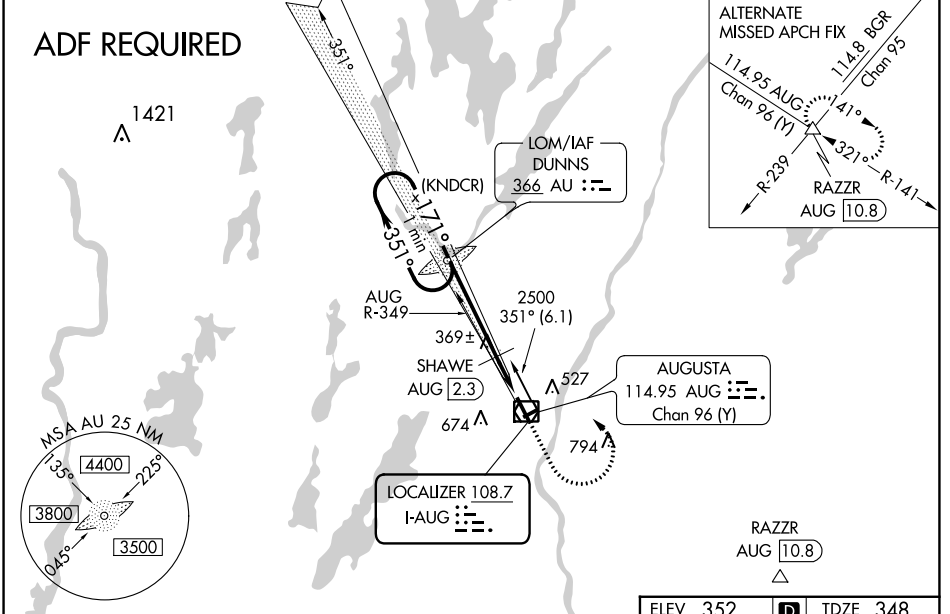 ADF REQUIRED
1421
351°
ALTERNATE
MISSED APCH FIX
114.8 BGR
Chan 95
114.95 AUG
Chan 96 (Y)
141°
321°
R-141
R-239
RAZZR
AUG 10.8
LOM/IAF
DUNNS
366 AU
(KNDCR)
171°
1 min
351°
AUG
R-349
2500
351° (6.1)
369±
SHAWE
AUG 2.3
527
674
794
AUGUSTA
114.95 AUG
Chan 96 (Y)
LOCALIZER 108.7
I-AUG
MSA AU 25 NM
135°
4400
225°
3800
3500
045°
RAZZR
AUG 10.8
ELEV 352
D
TDZE 348